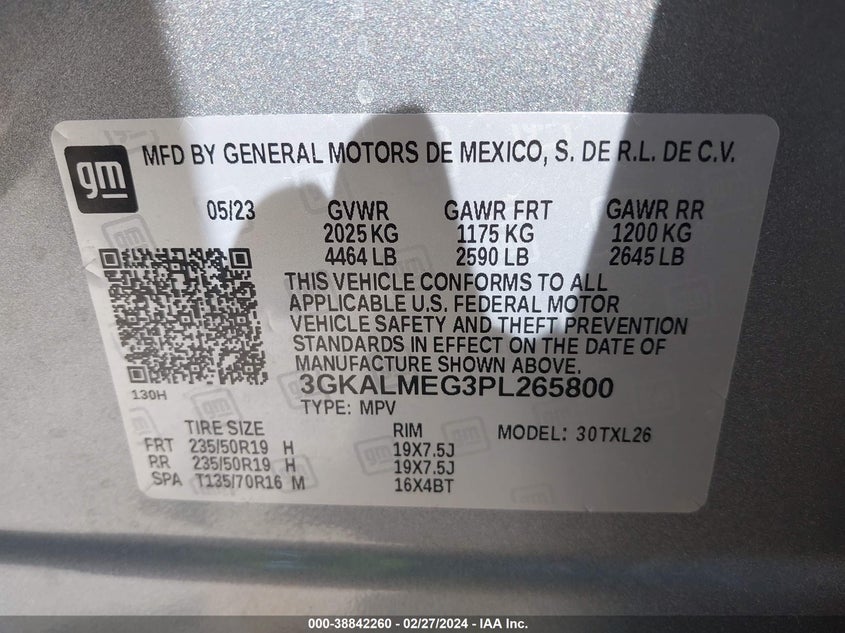 gm
MFD BY GENERAL MOTORS DE MEXICO, S. DE R.L. DE C.V.
05/23 GVWR GAWR FRT GAWR RR
2025 KG 1175 KG 1200 KG
4464 LB 2590 LB 2645 LB
THIS VEHICLE CONFORMS TO ALL
APPLICABLE U.S. FEDERAL MOTOR
VEHICLE SAFETY AND THEFT PREVENTION
STANDARDS IN EFFECT ON THE DATE OF
MANUFACTURE SHOWN ABOVE.
130H
3GKALMEG3PL265800
TYPE: MPV
TIRE SIZE RIM MODEL: 30TXL26
FRT 235/50R19 H 19X7.5J
RR 235/50R19 H 19X7.5J
SPA T135/70R16 M 16X4BT
000-38842260 - 02/27/2024 - IAA Inc.